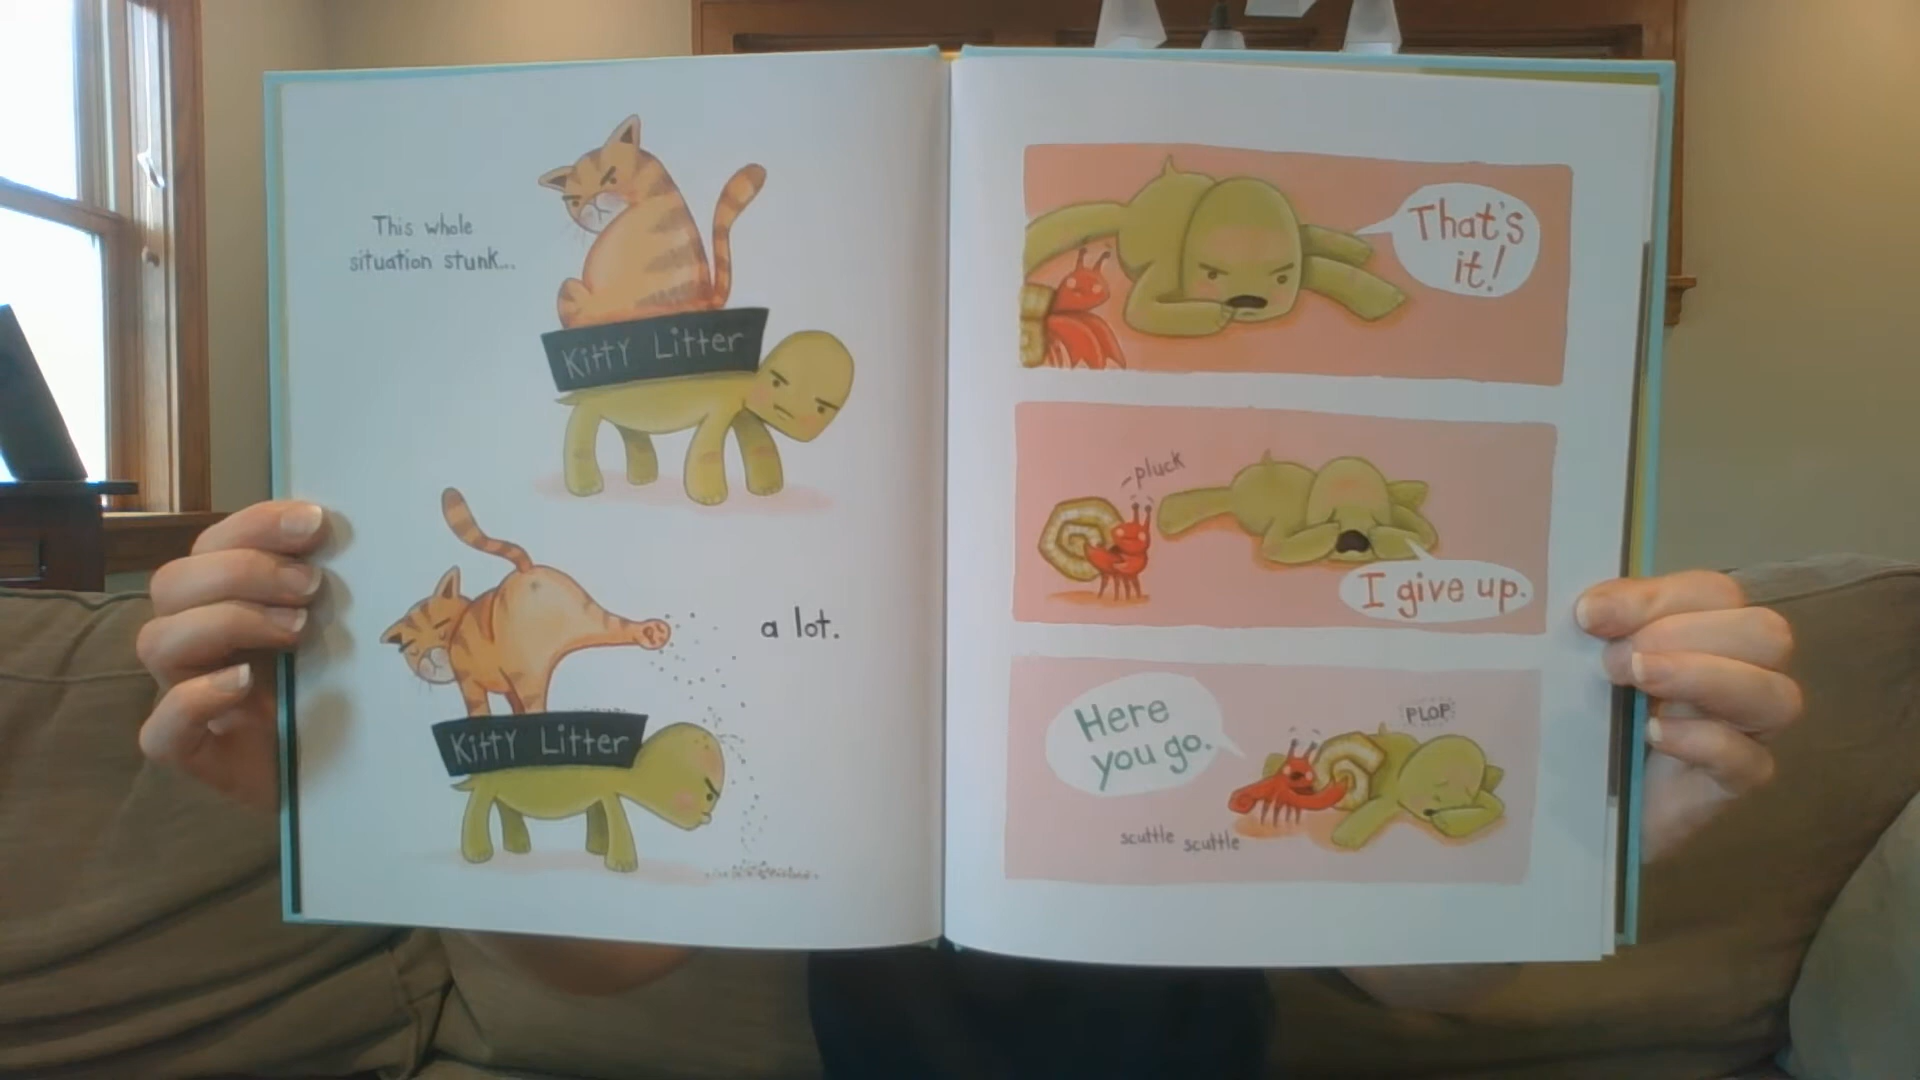 This whole
situation stunk...
Kitty Litter
a lot.
Kitty Litter
That's
it!
-pluck
I give up.
Here
you go.
PLOP
scuttle scuttle